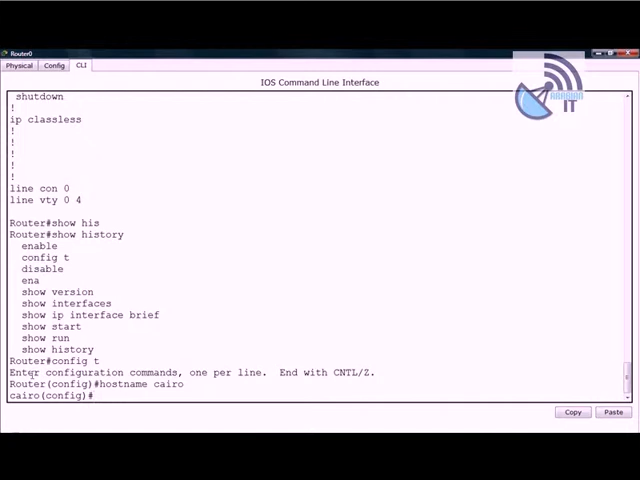 Router0
Physical Config CLI
IOS Command Line Interface
shutdown
!
ip classless
!
!
!
!
!
line con 0
line vty 0 4
Router#show his
Router#show history
enable
config t
disable
ena
show version
show interfaces
show ip interface brief
show start
show run
show history
Router#config t
Enter configuration commands, one per line.  End with CNTL/Z.
Router(config)#hostname cairo
cairo(config)#
Copy Paste
IT